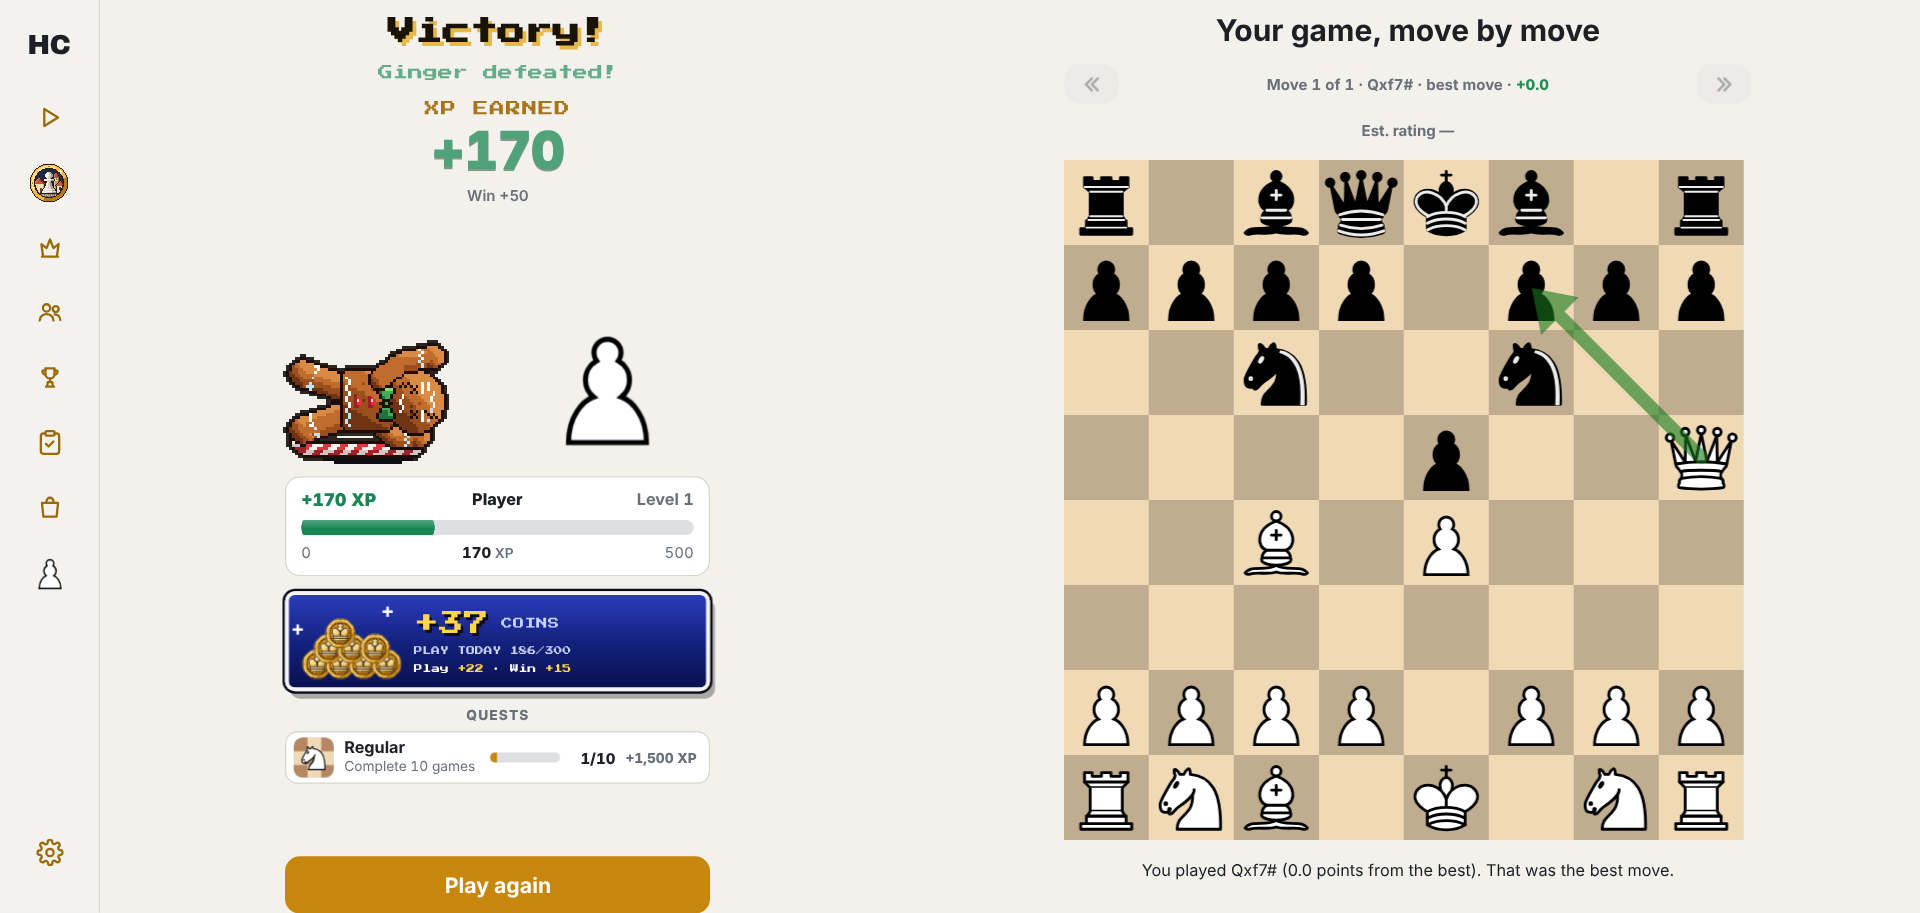 HC
Victory!
Ginger defeated!
XP EARNED
+170
Win +50
+170 XP Player Level 1
0 170 XP 500
+37 COINS
PLAY TODAY 186/300
Play +22 · Win +15
QUESTS
Regular
Complete 10 games
1/10 +1,500 XP
Play again
Your game, move by move
«
Move 1 of 1 · Qxf7# · best move · +0.0
»
Est. rating —
You played Qxf7# (0.0 points from the best). That was the best move.